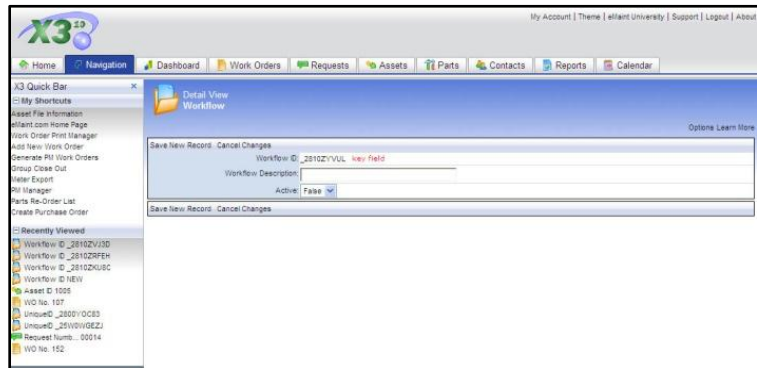 X3
My Account | Theme | eMaint University | Support | Logout | About
Home Navigation Dashboard Work Orders Requests Assets Parts Contacts Reports Calendar
X3 Quick Bar
My Shortcuts
Asset File Information
eMaint.com Home Page
Work Order Print Manager
Add New Work Order
Generate PM Work Orders
Group Close Out
Meter Export
PM Manager
Parts Re-Order List
Create Purchase Order
Recently Viewed
Workflow ID _2810ZVJ3D
Workflow ID _2810ZRFEH
Workflow ID _2810ZKU8C
Workflow ID NEW
Asset ID 1005
WO No. 107
UniqueID _2800YOC83
UniqueID _25W0WGEZJ
Request Numb... 00014
WO No. 152
Detail View
Workflow
Options Learn More
Save New Record Cancel Changes
Workflow ID: _2810ZYVUL key field
Workflow Description:
Active: False
Save New Record Cancel Changes